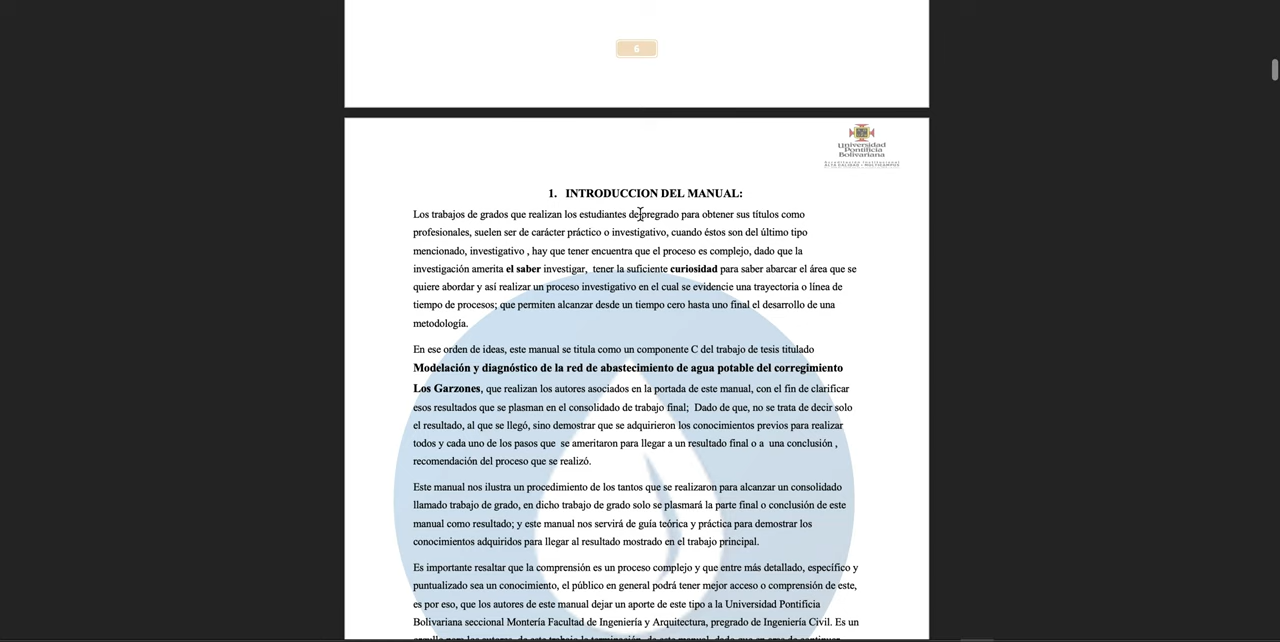 6
Universidad
Pontificia
Bolivariana
1. INTRODUCCION DEL MANUAL:
Los trabajos de grados que realizan los estudiantes de pregrado para obtener sus títulos como
profesionales, suelen ser de carácter práctico o investigativo, cuando éstos son del último tipo
mencionado, investigativo , hay que tener encuentra que el proceso es complejo, dado que la
investigación amerita el saber investigar, tener la suficiente curiosidad para saber abarcar el área que se
quiere abordar y así realizar un proceso investigativo en el cual se evidencie una trayectoria o línea de
tiempo de procesos; que permiten alcanzar desde un tiempo cero hasta uno final el desarrollo de una
metodología.
En ese orden de ideas, este manual se titula como un componente C del trabajo de tesis titulado
Modelación y diagnóstico de la red de abastecimiento de agua potable del corregimiento
Los Garzones, que realizan los autores asociados en la portada de este manual, con el fin de clarificar
esos resultados que se plasman en el consolidado de trabajo final; Dado de que, no se trata de decir solo
el resultado, al que se llegó, sino demostrar que se adquirieron los conocimientos previos para realizar
todos y cada uno de los pasos que se ameritaron para llegar a un resultado final o a una conclusión ,
recomendación del proceso que se realizó.
Este manual nos ilustra un procedimiento de los tantos que se realizaron para alcanzar un consolidado
llamado trabajo de grado, en dicho trabajo de grado solo se plasmará la parte final o conclusión de este
manual como resultado; y este manual nos servirá de guía teórica y práctica para demostrar los
conocimientos adquiridos para llegar al resultado mostrado en el trabajo principal.
Es importante resaltar que la comprensión es un proceso complejo y que entre más detallado, específico y
puntualizado sea un conocimiento, el público en general podrá tener mejor acceso o comprensión de este,
es por eso, que los autores de este manual dejar un aporte de este tipo a la Universidad Pontificia
Bolivariana seccional Montería Facultad de Ingeniería y Arquitectura, pregrado de Ingeniería Civil. Es un